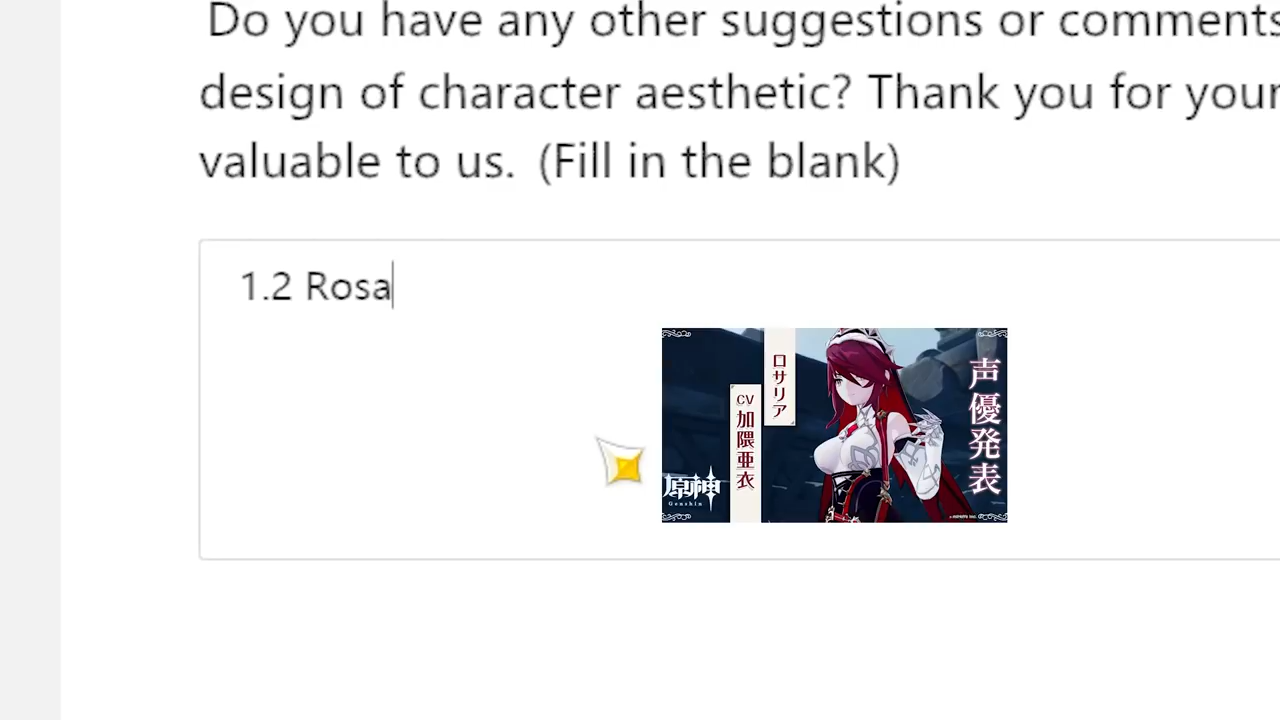 Do you have any other suggestions or comments
design of character aesthetic? Thank you for your
valuable to us. (Fill in the blank)
1.2 Rosa
声優発表
ロサリア
CV 加隈亜衣
原神
Genshin